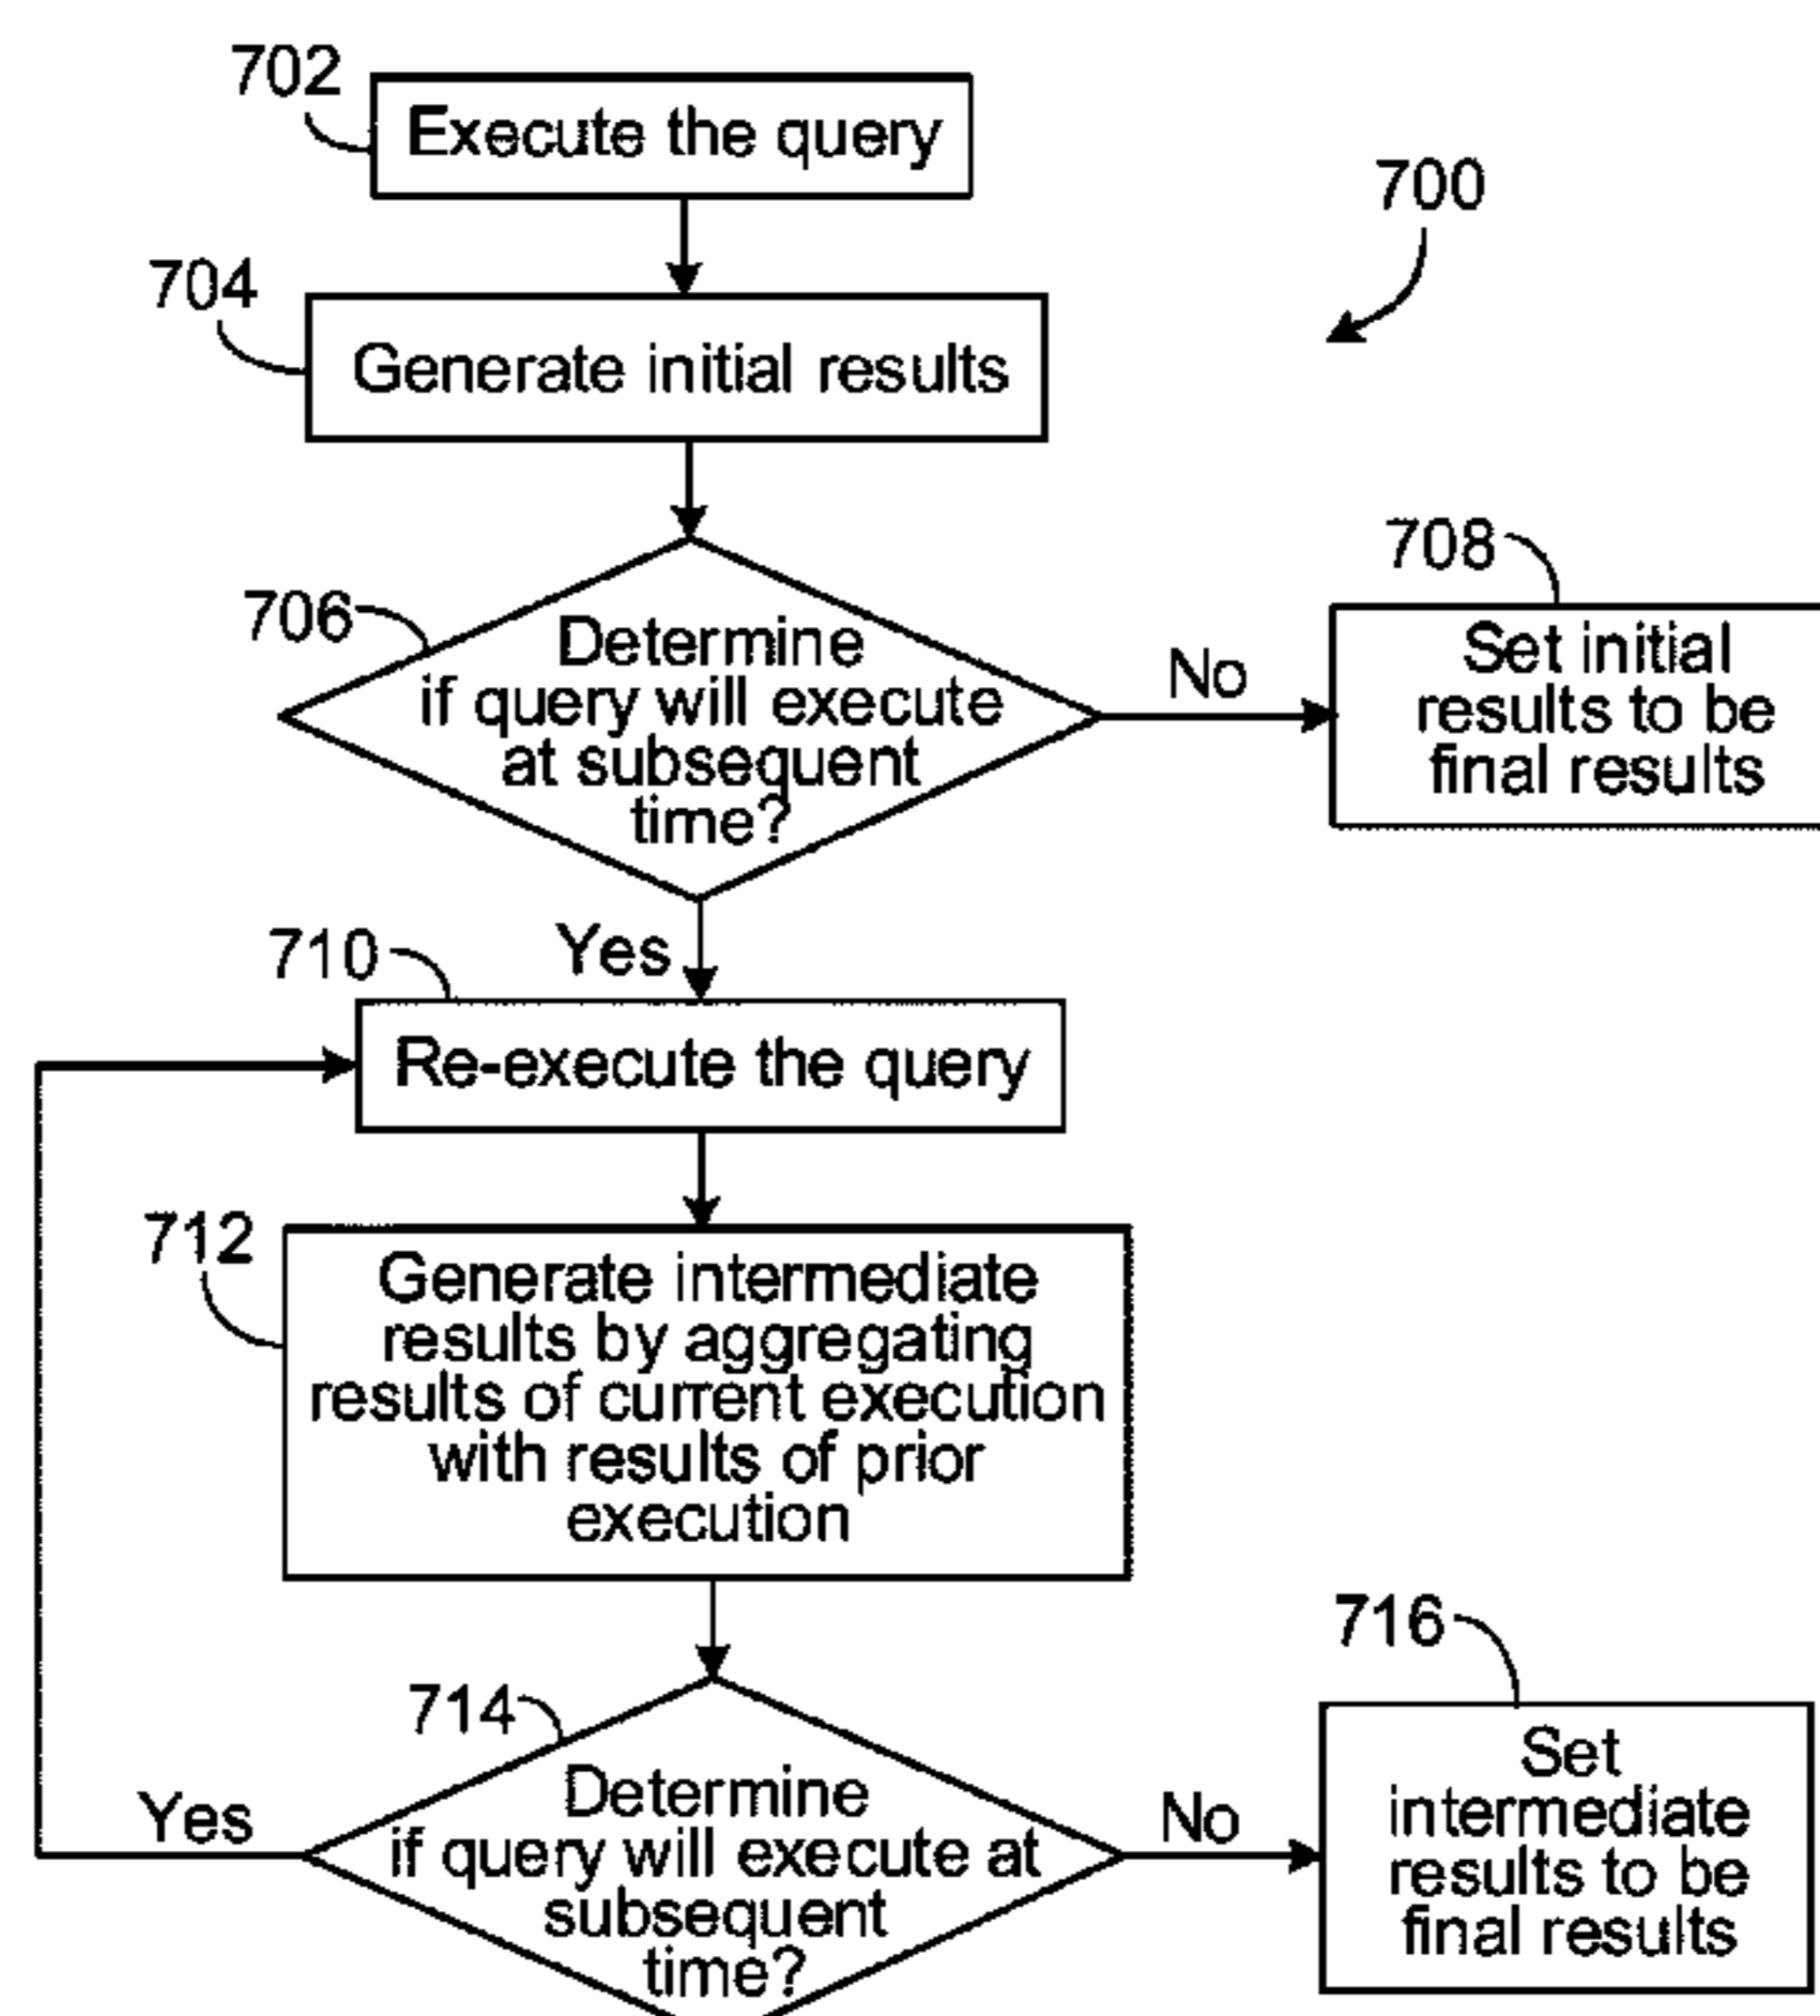 702
Execute the query
700
704
Generate initial results
706
Determine
if query will execute
at subsequent
time?
No
708
Set initial
results to be
final results
Yes
710
Re-execute the query
712
Generate intermediate
results by aggregating
results of current execution
with results of prior
execution
714
Determine
if query will execute at
subsequent
time?
Yes
No
716
Set
intermediate
results to be
final results